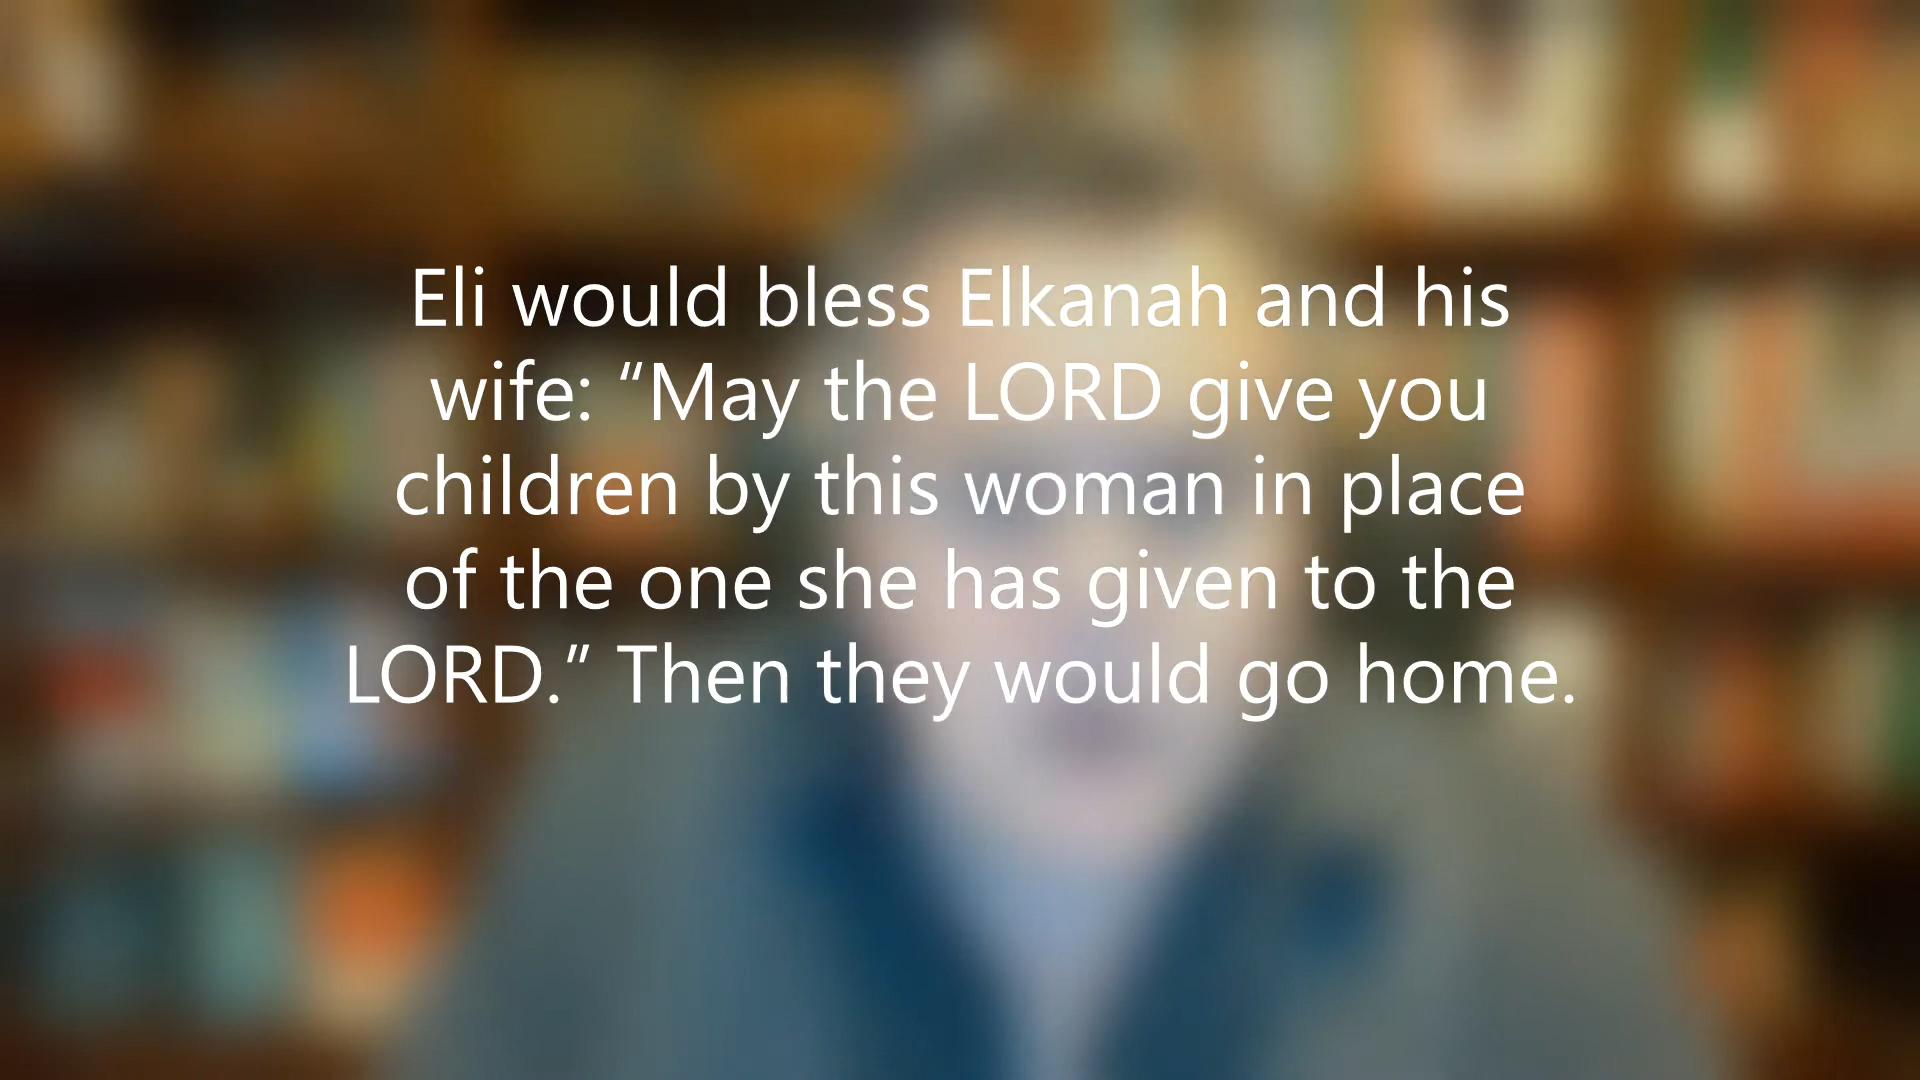 Eli would bless Elkanah and his
wife: “May the LORD give you
children by this woman in place
of the one she has given to the
LORD.” Then they would go home.